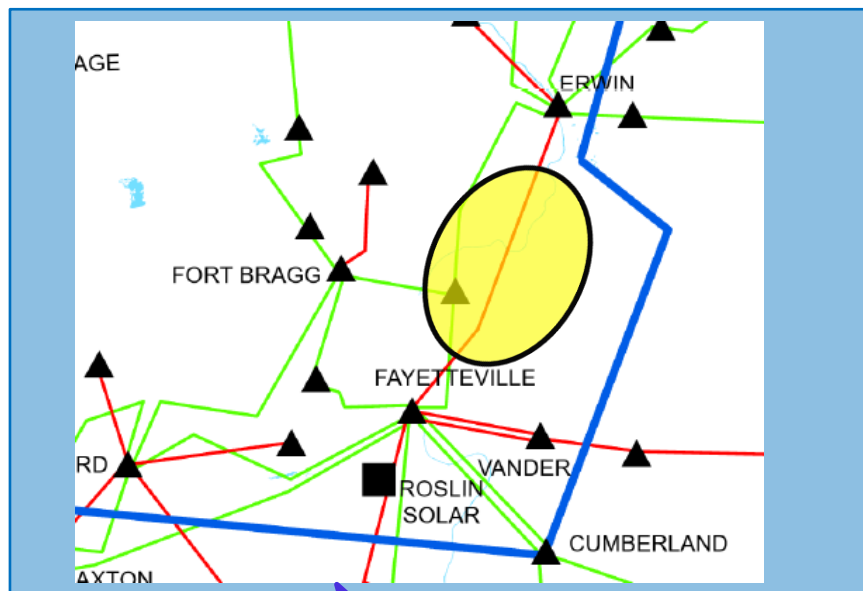 AGE
ERWIN
FORT BRAGG
FAYETTEVILLE
RD
VANDER
ROSLIN
SOLAR
CUMBERLAND
AXTON